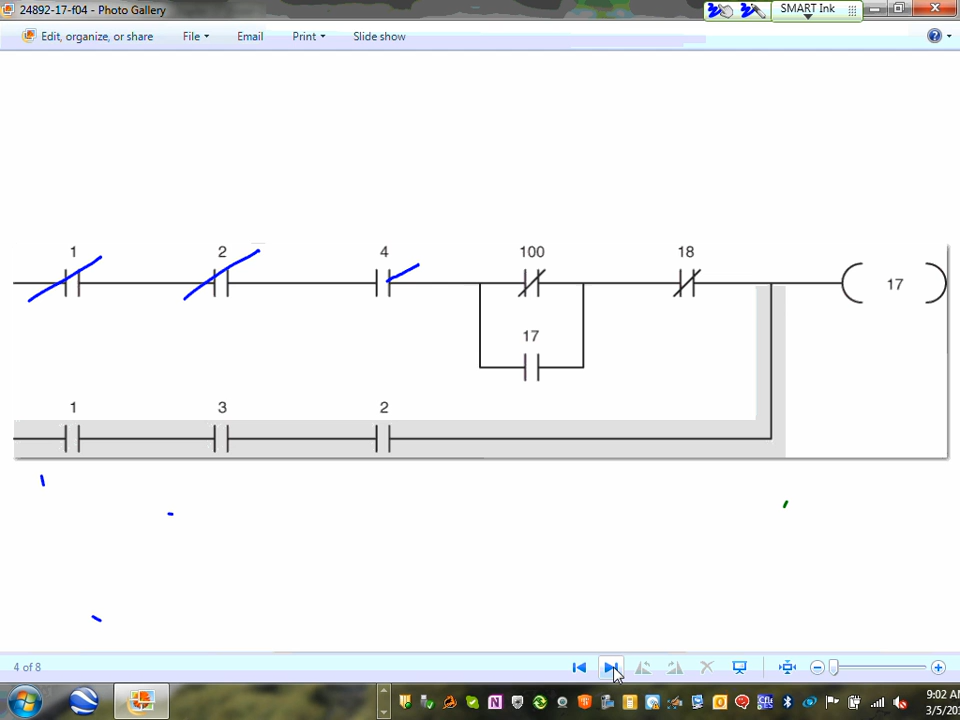 24892-17-f04 - Photo Gallery
SMART Ink
Edit, organize, or share File Email Print Slide show
1 2 4 100 18
17
17
1 3 2
4 of 8
9:02
3/5/20